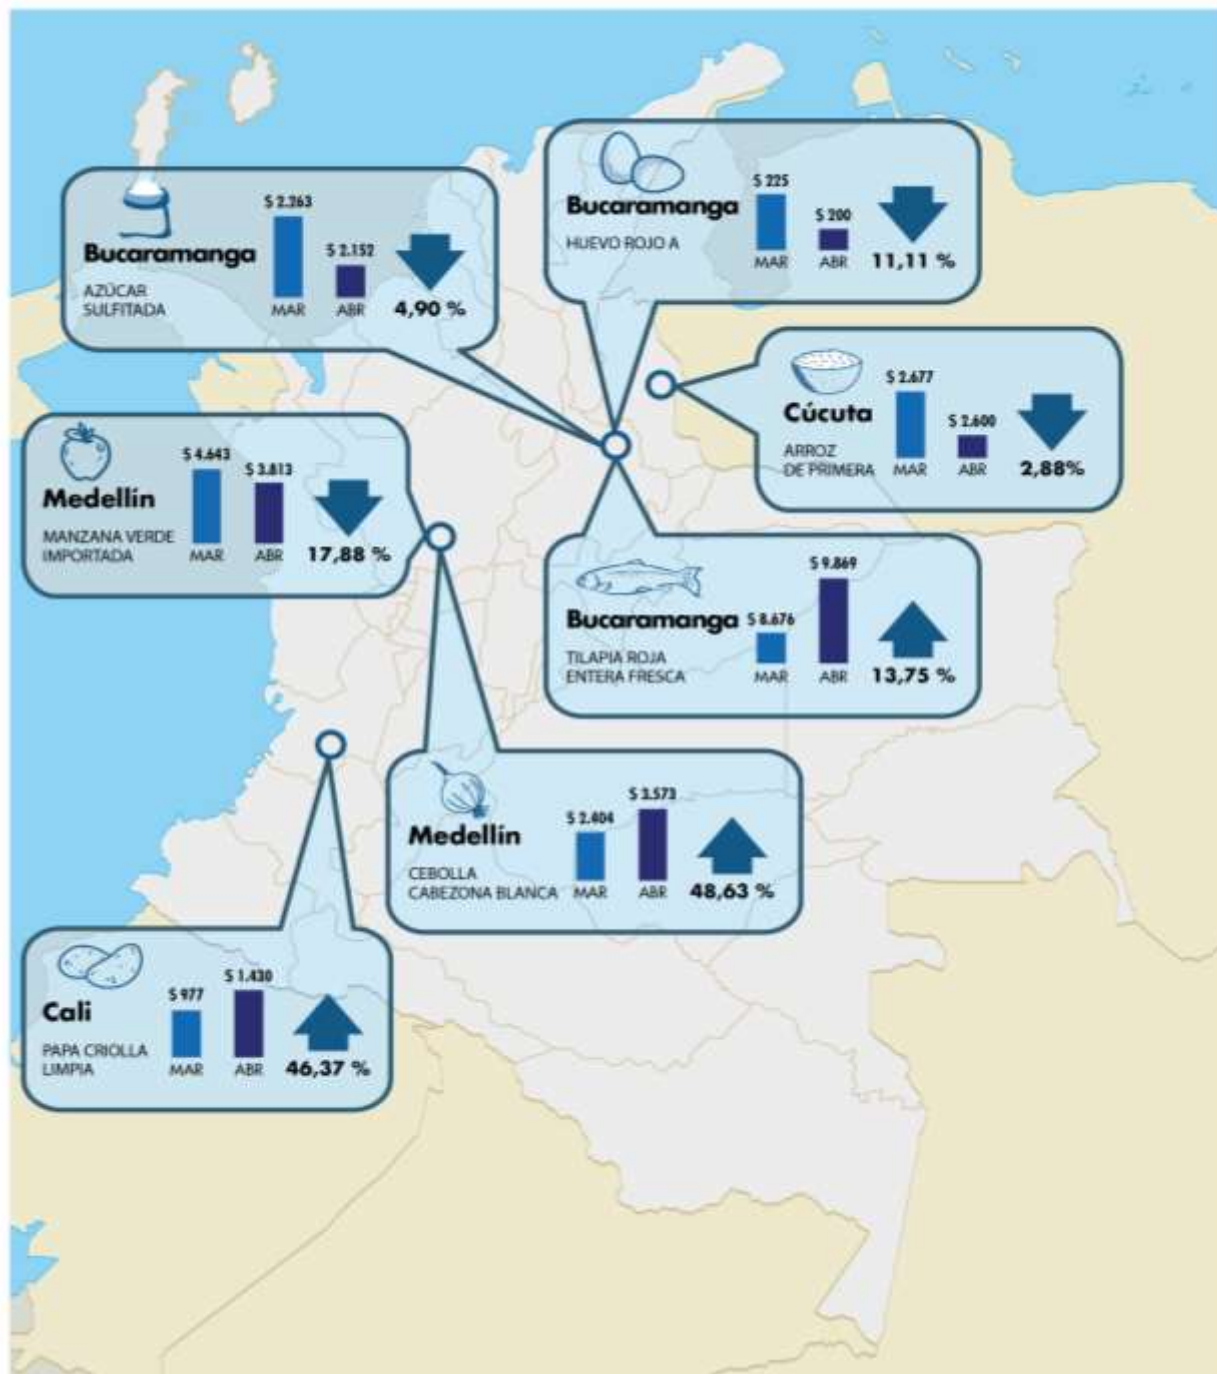 $ 2.263
$ 2.152
Bucaramanga
AZÚCAR
SULFITADA
MAR
ABR
4,90 %
$ 225
$ 200
Bucaramanga
HUEVO ROJO A
MAR
ABR
11,11 %
$ 2.677
$ 2.600
Cúcuta
ARROZ
DE PRIMERA
MAR
ABR
2,88%
$ 4.643
$ 3.813
Medellín
MANZANA VERDE
IMPORTADA
MAR
ABR
17,88 %
$ 9.869
$ 8.676
Bucaramanga
TILAPIA ROJA
ENTERA FRESCA
MAR
ABR
13,75 %
$ 3.573
$ 2.404
Medellín
CEBOLLA
CABEZONA BLANCA
MAR
ABR
48,63 %
$ 1.430
$ 977
Cali
PAPA CRIOLLA
LIMPIA
MAR
ABR
46,37 %